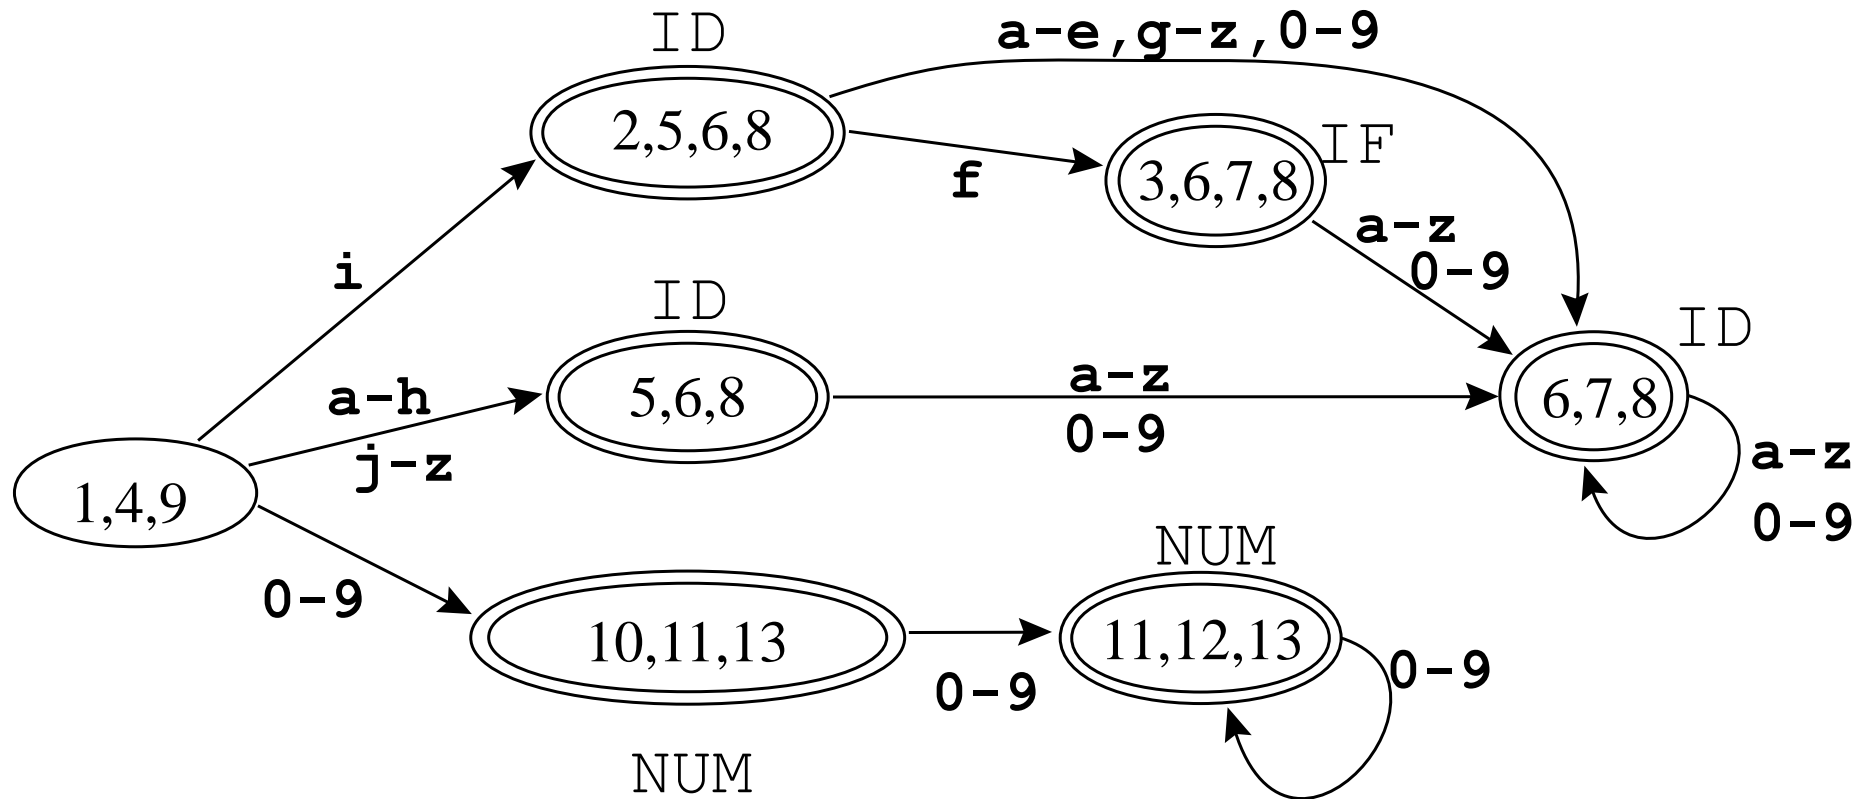 ID
a-e,g-z,0-9
2,5,6,8
f
3,6,7,8
IF
i
a-z
0-9
ID
ID
a-h
j-z
5,6,8
a-z
0-9
6,7,8
a-z
0-9
1,4,9
0-9
10,11,13
NUM
0-9
NUM
11,12,13
0-9